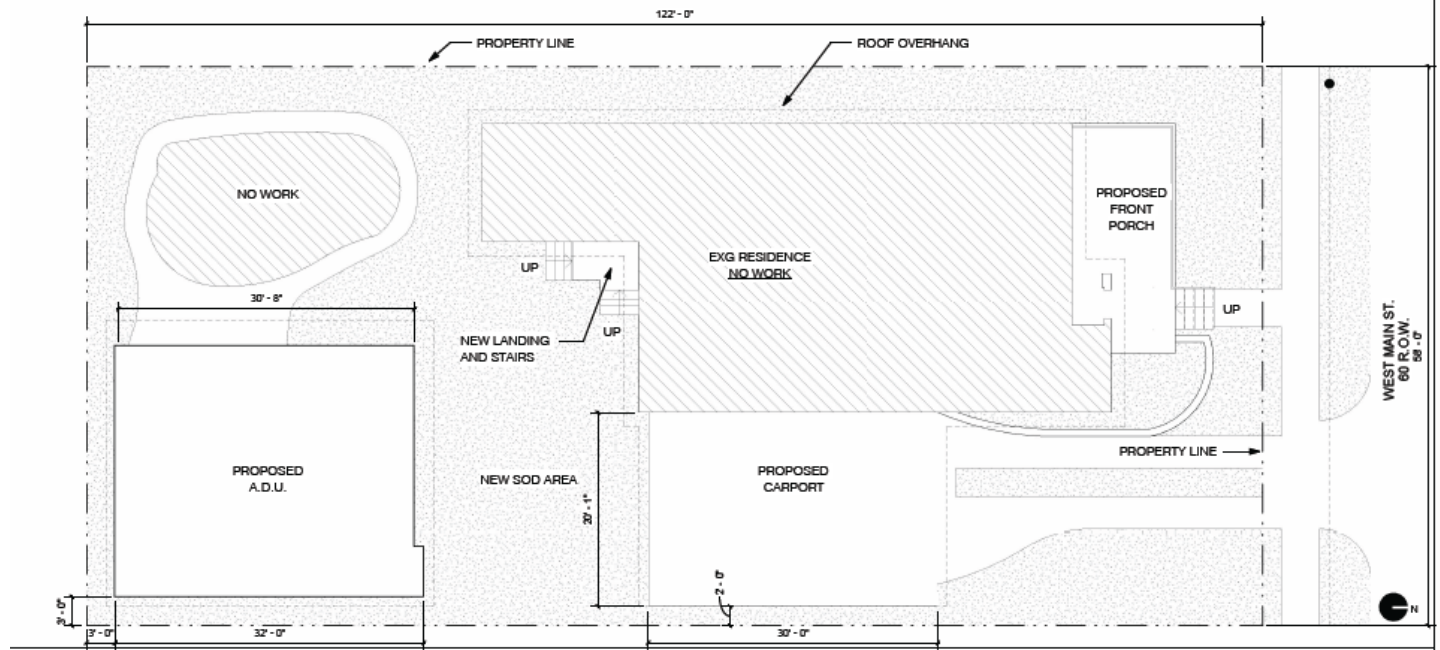 122' - 0"
PROPERTY LINE
ROOF OVERHANG
NO WORK
PROPOSED
FRONT
PORCH
EXG RESIDENCE
NO WORK
UP
30' - 8"
UP
UP
NEW LANDING
AND STAIRS
WEST MAIN ST.
60 R.O.W.
58' - 0"
PROPERTY LINE
PROPOSED
A.D.U.
NEW SOD AREA
PROPOSED
CARPORT
20' - 1"
2' - 0"
3' - 0"
N
3' - 0"
32' - 0"
30' - 0"